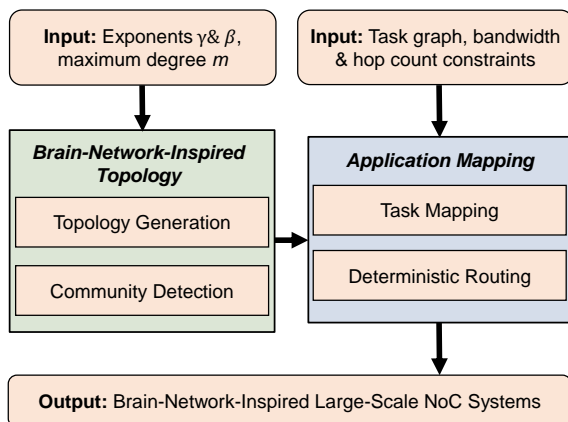 Input: Exponents γ& β,
maximum degree m
Input: Task graph, bandwidth
& hop count constraints
Brain-Network-Inspired
Topology
Topology Generation
Community Detection
Application Mapping
Task Mapping
Deterministic Routing
Output: Brain-Network-Inspired Large-Scale NoC Systems